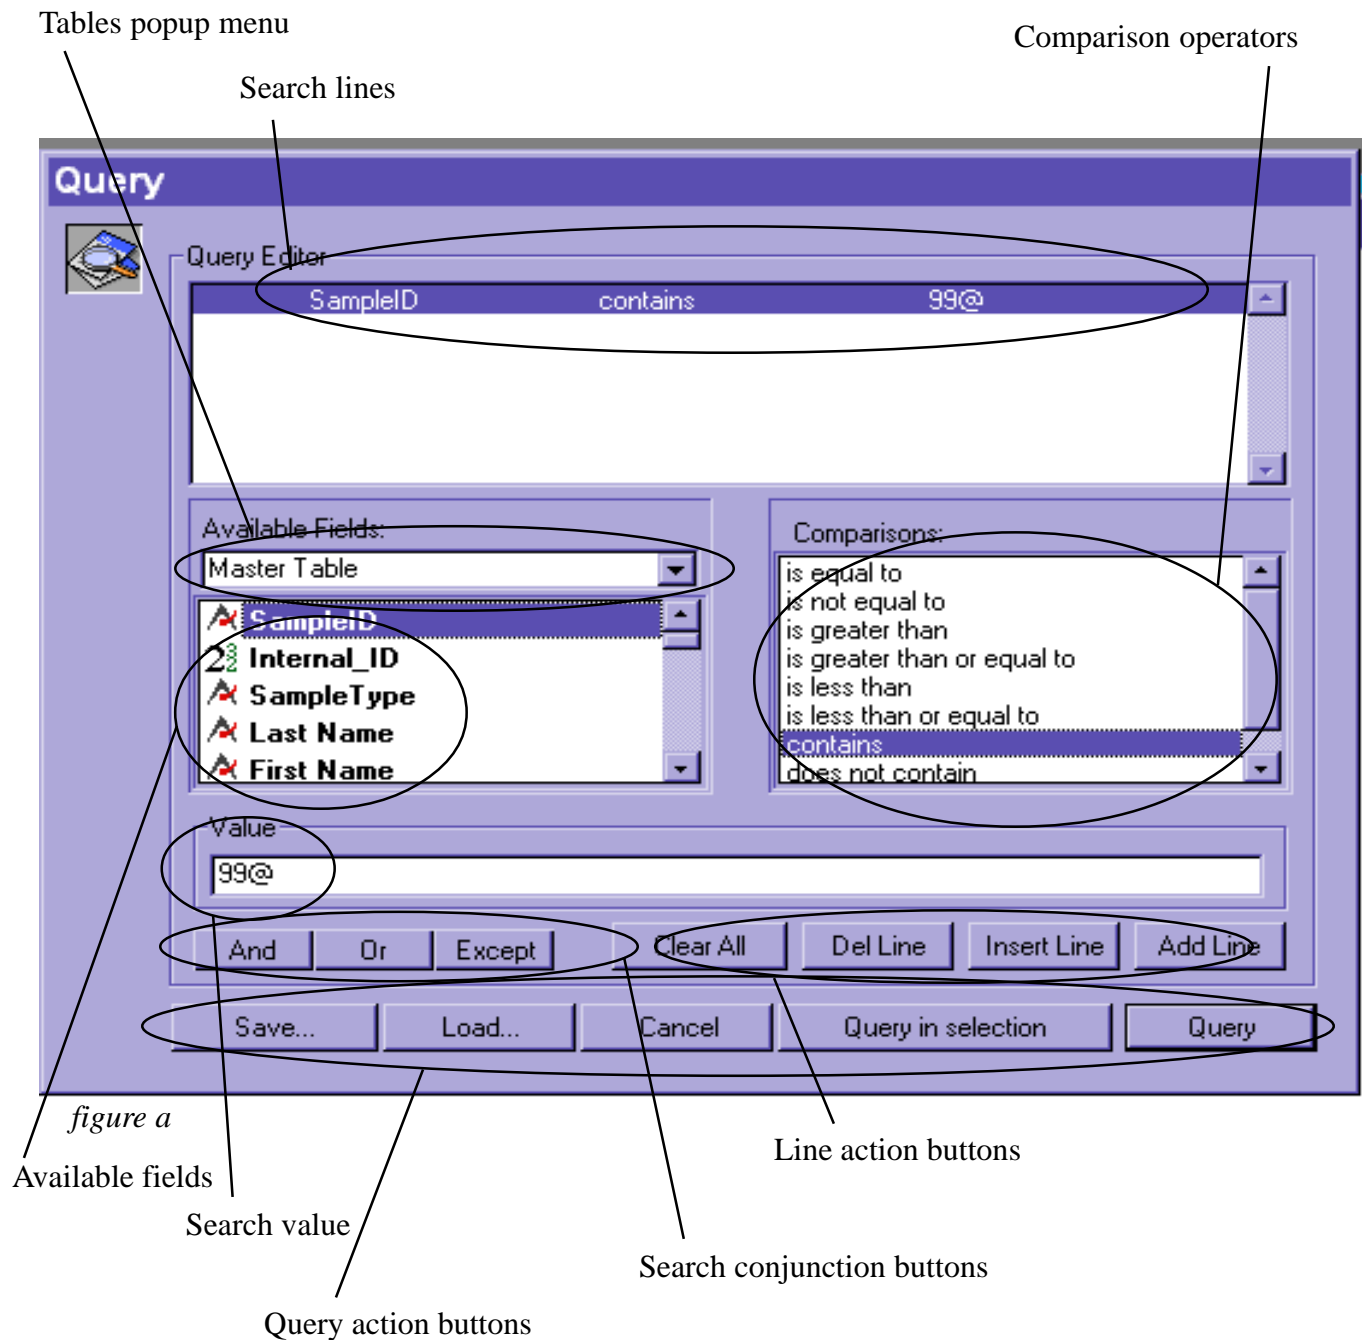 Tables popup menu
Comparison operators
Search lines
Query
Query Editor
SampleID contains 99@
Available Fields:
Comparisons:
Master Table
SampleID
Internal_ID
SampleType
Last Name
First Name
is equal to
is not equal to
is greater than
is greater than or equal to
is less than
is less than or equal to
contains
does not contain
Value
99@
And Or Except Clear All Del Line Insert Line Add Line
Save... Load... Cancel Query in selection Query
figure a
Line action buttons
Available fields
Search value
Search conjunction buttons
Query action buttons